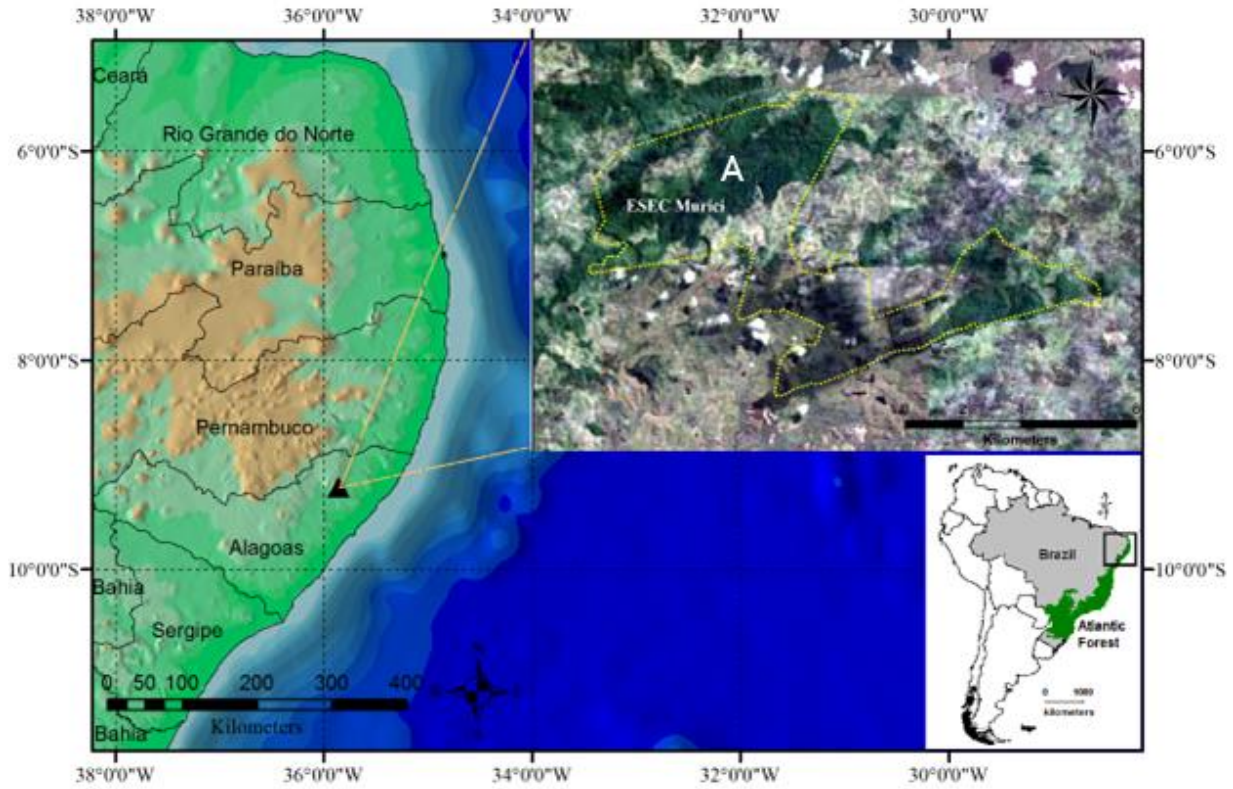 38°0'0"W 36°0'0"W 34°0'0"W 32°0'0"W 30°0'0"W
Ceará
Rio Grande do Norte
6°0'0"S
6°0'0"S
A
ESEC Murici
Paraíba
8°0'0"S
8°0'0"S
Pernambuco
Kilometers
Alagoas
10°0'0"S
10°0'0"S
Bahia
Sergipe
Brazil
Atlantic
Forest
0 1000
kilometers
0 50 100 200 300 400
Kilometers
Bahia
38°0'0"W 36°0'0"W 34°0'0"W 32°0'0"W 30°0'0"W